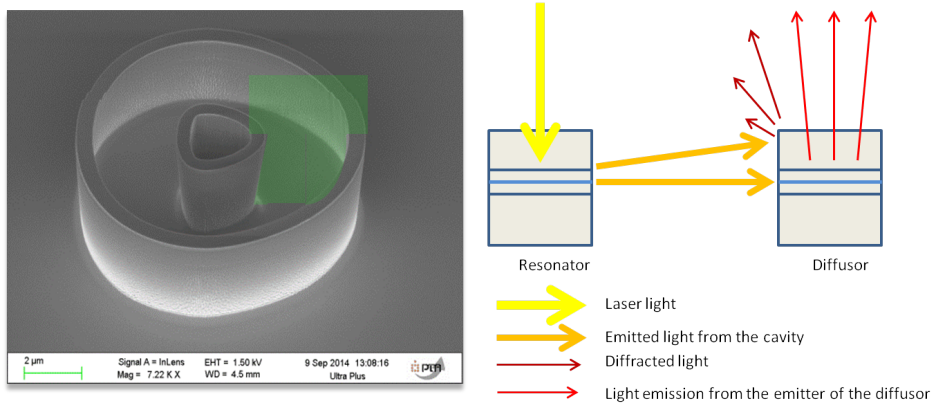 2 µm
Signal A = InLens
EHT = 1.50 kV
9 Sep 2014 13:08:16
Mag = 7.22 K X
WD = 4.5 mm
Ultra Plus
Resonator
Diffusor
Laser light
Emitted light from the cavity
Diffracted light
Light emission from the emitter of the diffusor